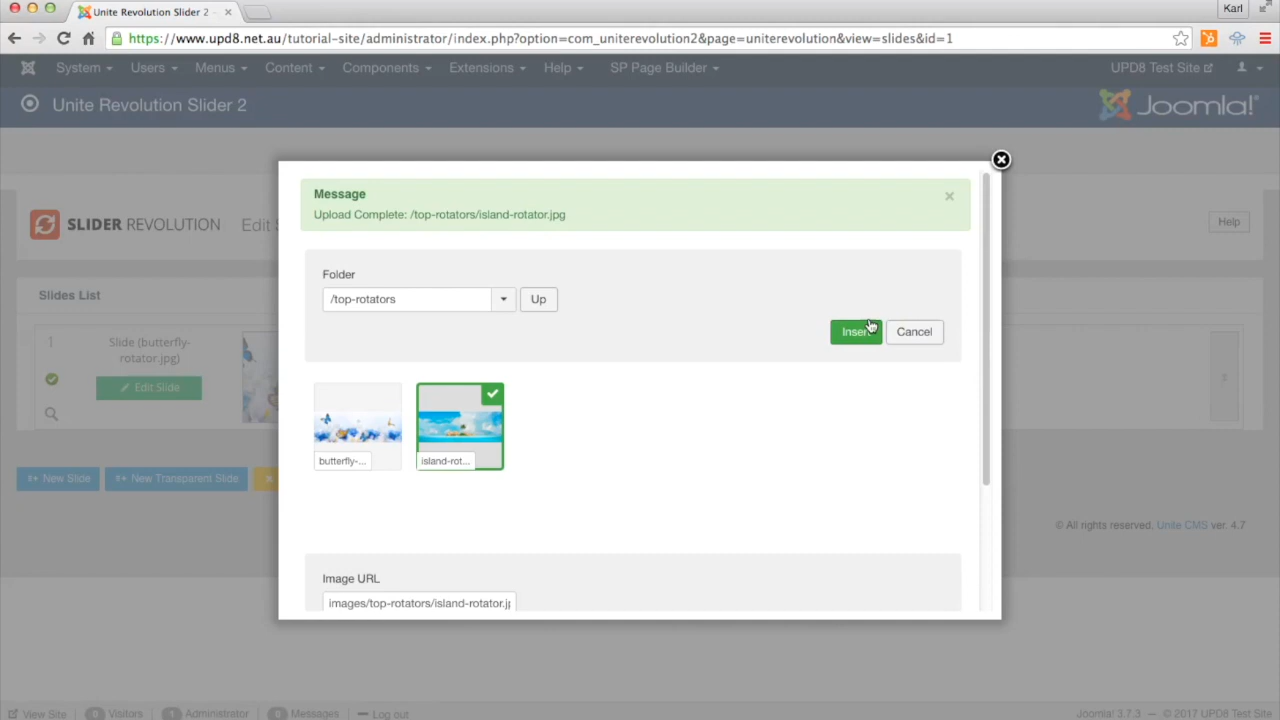 Unite Revolution Slider 2
Karl
https://www.upd8.net.au/tutorial-site/administrator/index.php?option=com_uniterevolution2&page=uniterevolution&view=slides&id=1
System Users Menus Content Components Extensions Help SP Page Builder UPD8 Test Site
Unite Revolution Slider 2
Joomla!®
Message
Upload Complete: /top-rotators/island-rotator.jpg
SLIDER REVOLUTION Edit S
Help
Folder
/top-rotators
Up
Slides List
Insert
Cancel
1
Slide (butterfly-
rotator.jpg)
Edit Slide
butterfly-...
island-rot...
New Slide
New Transparent Slide
© All rights reserved. Unite CMS ver. 4.7
Image URL
images/top-rotators/island-rotator.j
View Site 0 Visitors 1 Administrator 0 Messages Log out
Joomla! 3.7.3 — © 2017 UPD8 Test Site